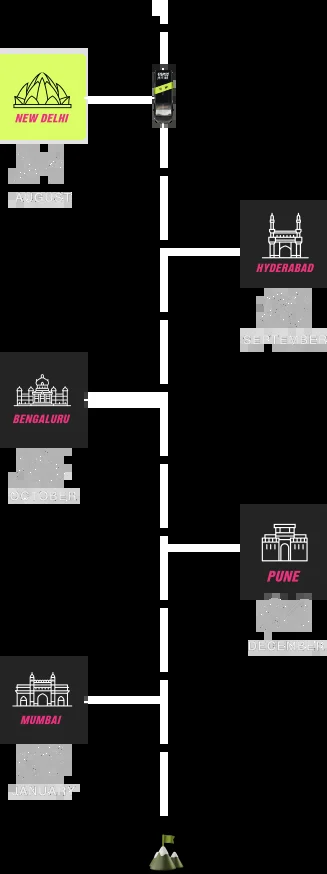 NEW DELHI
AUGUST
HYDERABAD
SEPTEMBER
BENGALURU
OCTOBER
PUNE
DECEMBER
MUMBAI
JANUARY